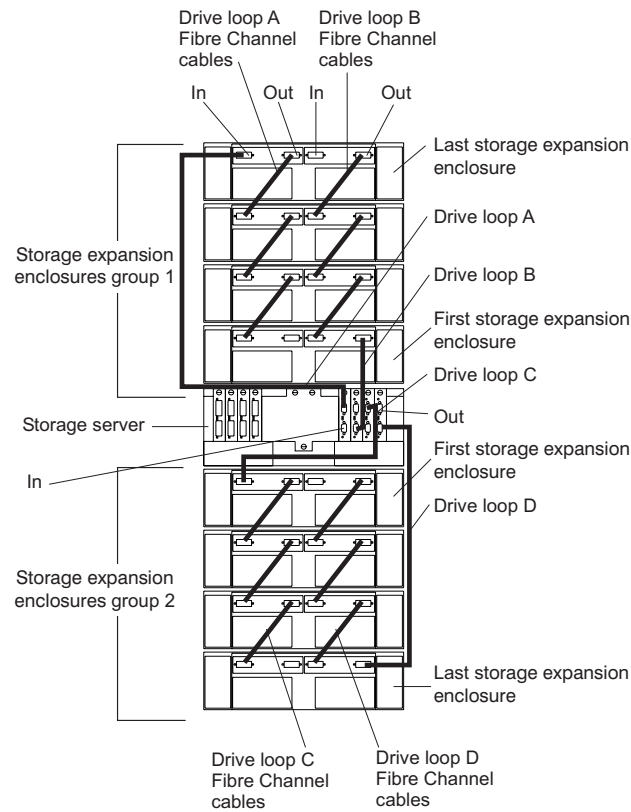 Drive loop A
Fibre Channel
cables
Drive loop B
Fibre Channel
cables
In
Out
In
Out
Last storage expansion
enclosure
Drive loop A
Storage expansion
enclosures group 1
Drive loop B
First storage expansion
enclosure
Drive loop C
Out
Storage server
First storage expansion
enclosure
In
Drive loop D
Storage expansion
enclosures group 2
Last storage expansion
enclosure
Drive loop C
Fibre Channel
cables
Drive loop D
Fibre Channel
cables